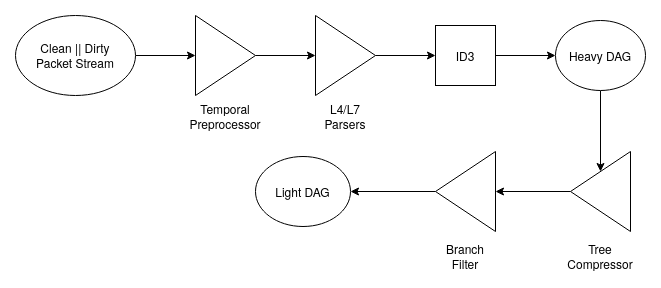 Clean || Dirty
Packet Stream
Temporal
Preprocessor
L4/L7
Parsers
ID3
Heavy DAG
Light DAG
Branch
Filter
Tree
Compressor